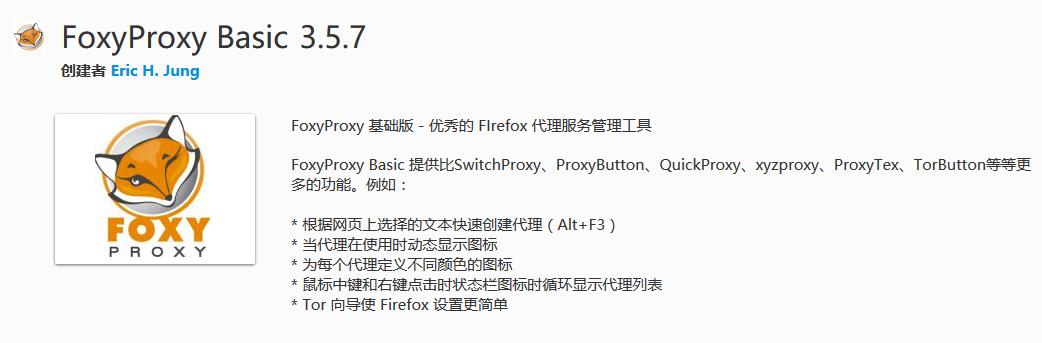 FoxyProxy Basic 3.5.7
创建者 Eric H. Jung
FOXY
PROXY
FoxyProxy 基础版 - 优秀的 FIrefox 代理服务管理工具
FoxyProxy Basic 提供比SwitchProxy、ProxyButton、QuickProxy、xyzproxy、ProxyTex、TorButton等等更
多的功能。例如：
* 根据网页上选择的文本快速创建代理（Alt+F3）
* 当代理在使用时动态显示图标
* 为每个代理定义不同颜色的图标
* 鼠标中键和右键点击时状态栏图标时循环显示代理列表
* Tor 向导使 Firefox 设置更简单